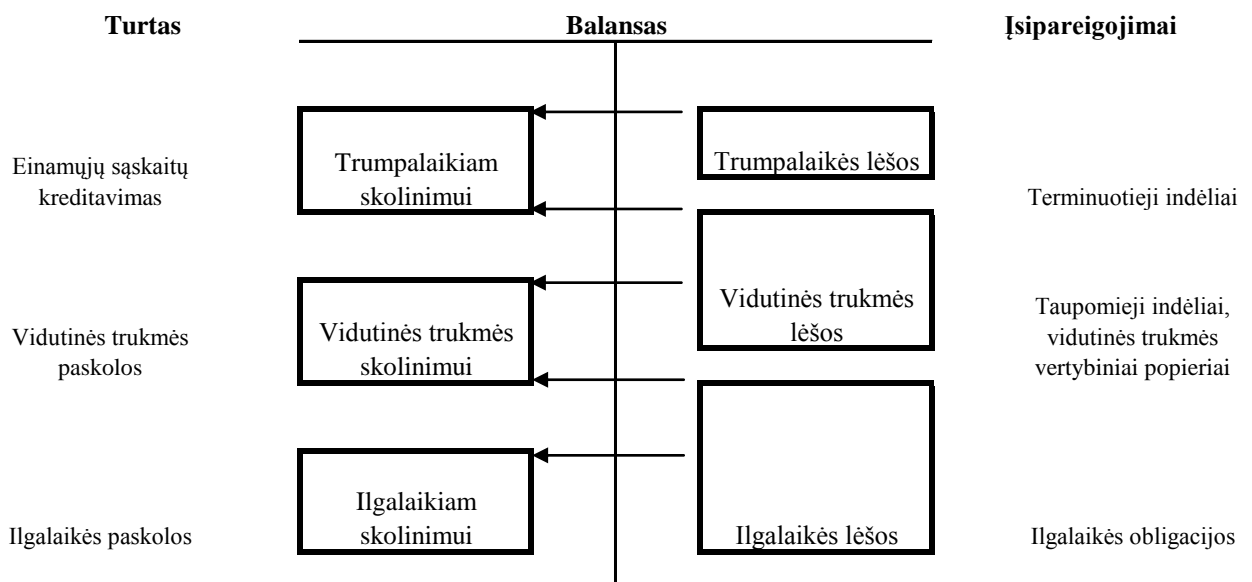 Turtas
Balansas
Įsipareigojimai
Einamųjų sąskaitų
kreditavimas
Trumpalaikiam
skolinimui
Trumpalaikės lėšos
Terminuotieji indėliai
Vidutinės trukmės
paskolos
Vidutinės trukmės
skolinimui
Vidutinės trukmės
lėšos
Taupomieji indėliai,
vidutinės trukmės
vertybiniai popieriai
Ilgalaikės paskolos
Ilgalaikiam
skolinimui
Ilgalaikės lėšos
Ilgalaikės obligacijos